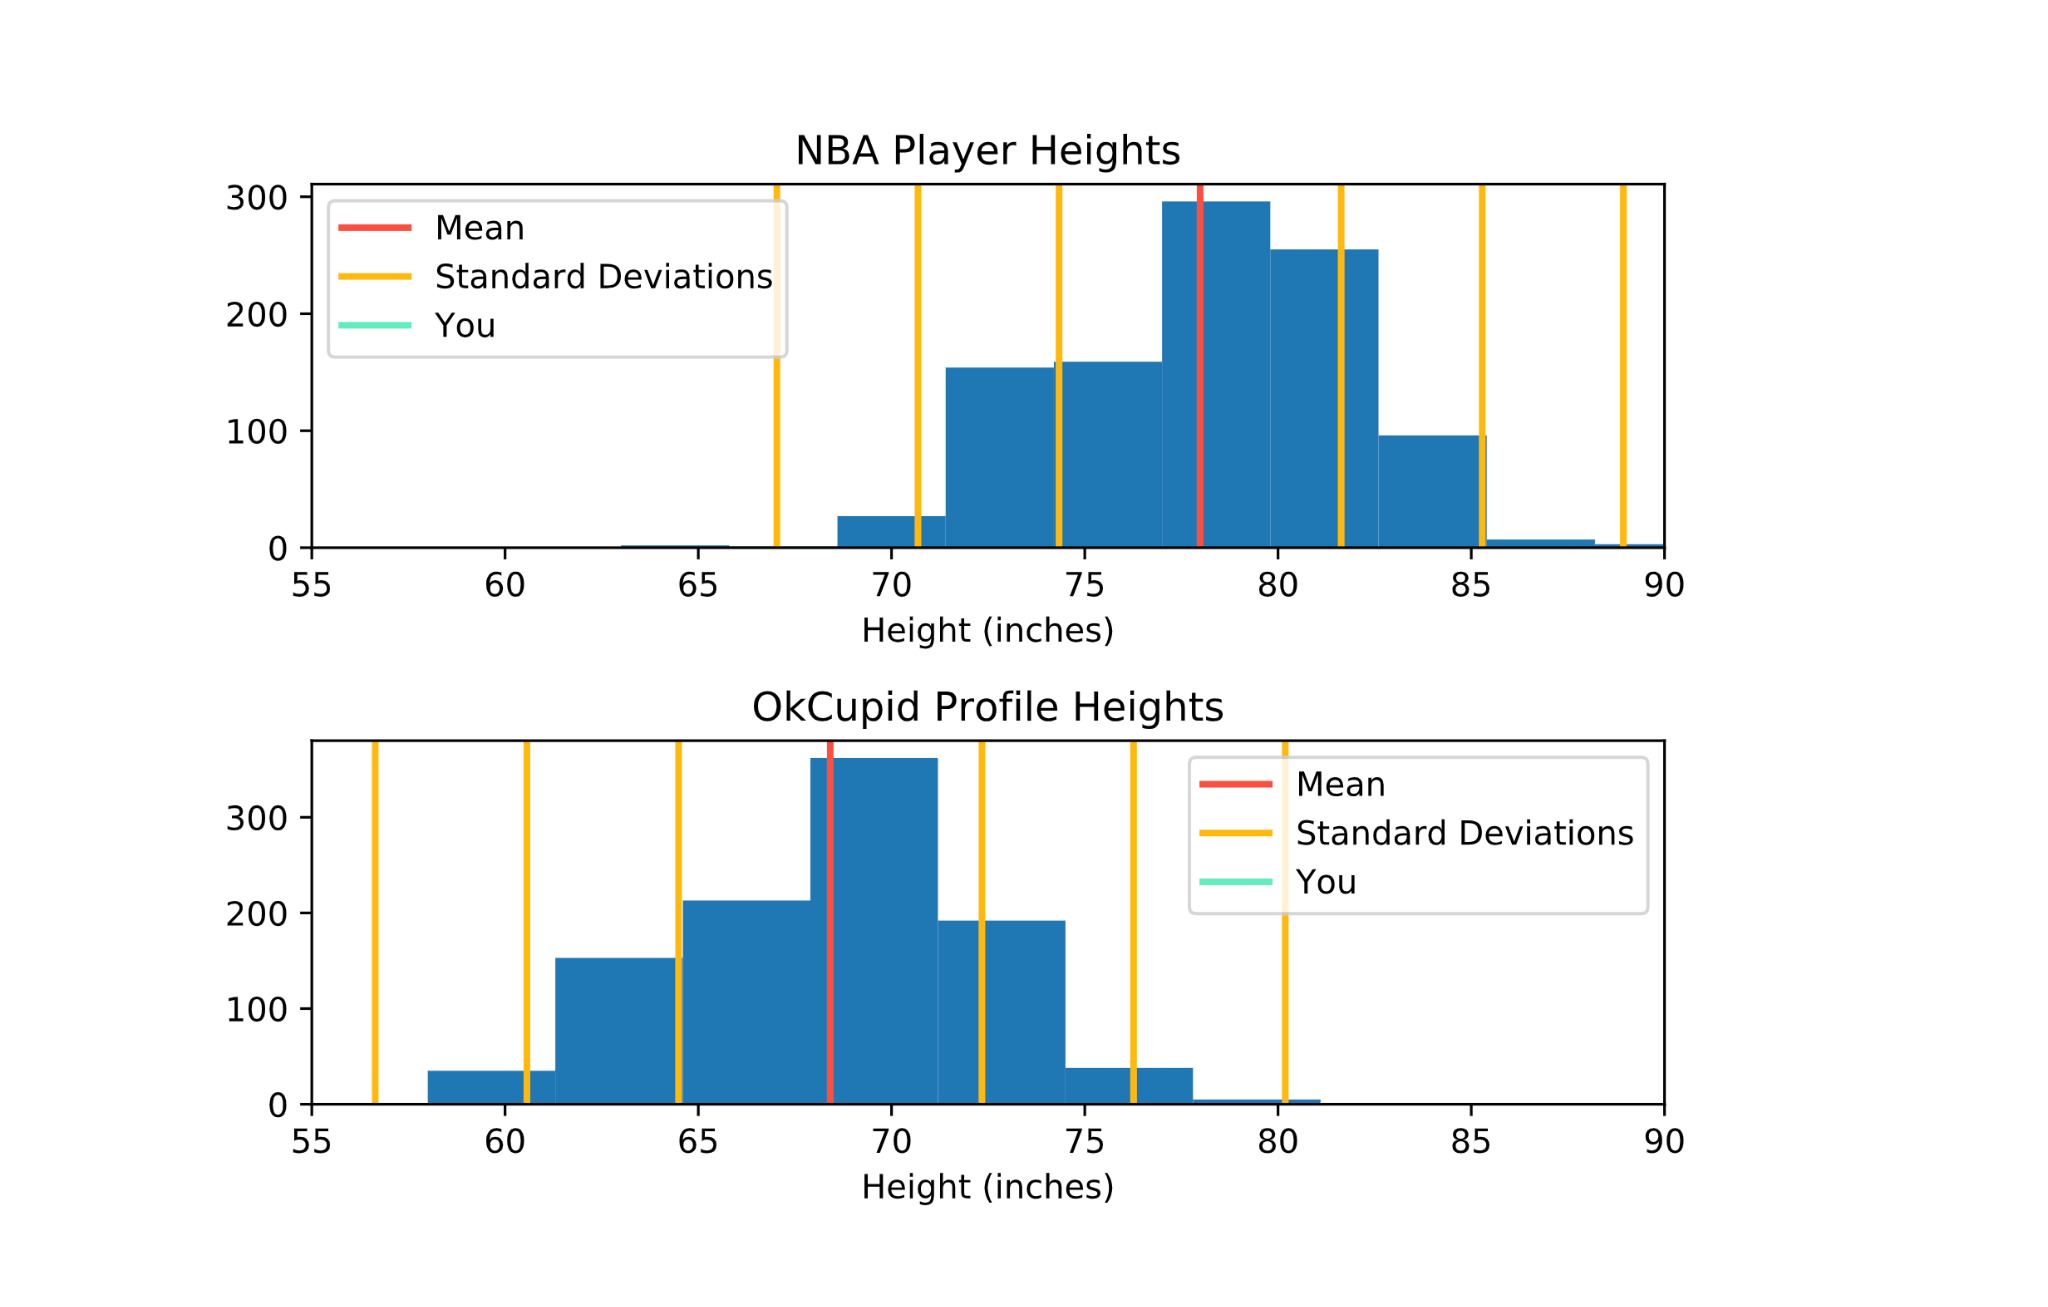 NBA Player Heights
300
200
100
0
Mean
Standard Deviations
You
55 60 65 70 75 80 85 90
Height (inches)
OkCupid Profile Heights
300
200
100
0
Mean
Standard Deviations
You
55 60 65 70 75 80 85 90
Height (inches)